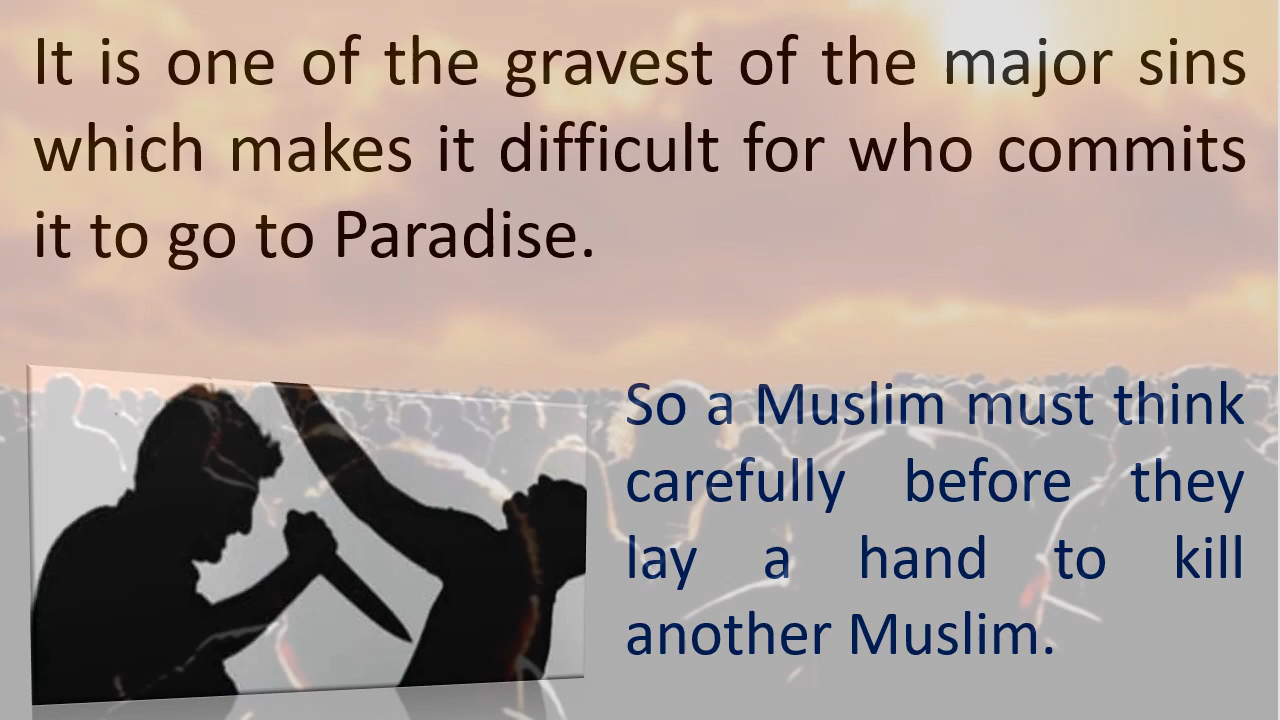 It is one of the gravest of the major sins
which makes it difficult for who commits
it to go to Paradise.
So a Muslim must think
carefully before they
lay a hand to kill
another Muslim.